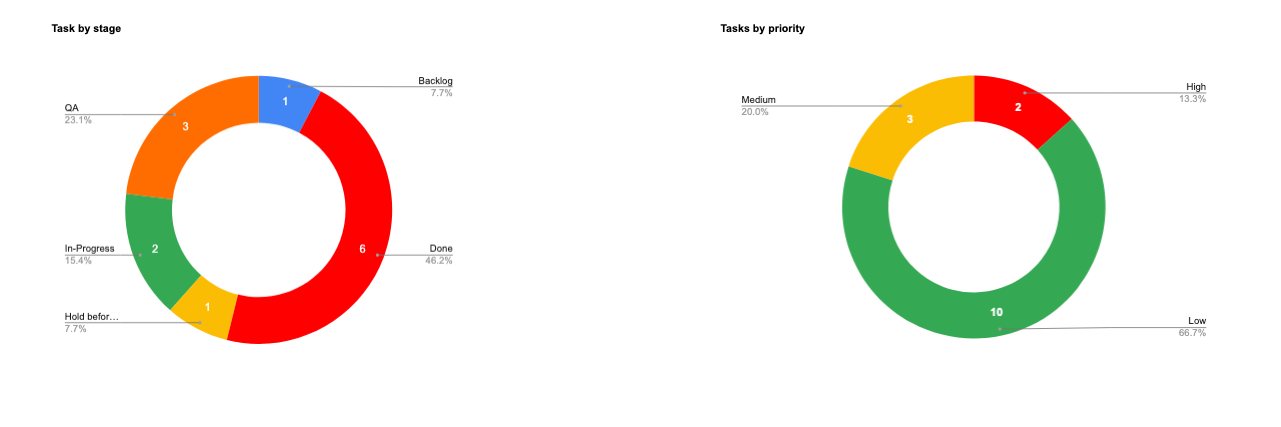 Task by stage
Backlog
7.7%
1
QA
23.1%
3
In-Progress
15.4%
2
6
Done
46.2%
Hold befor...
7.7%
1
Tasks by priority
High
13.3%
2
Medium
20.0%
3
10
Low
66.7%